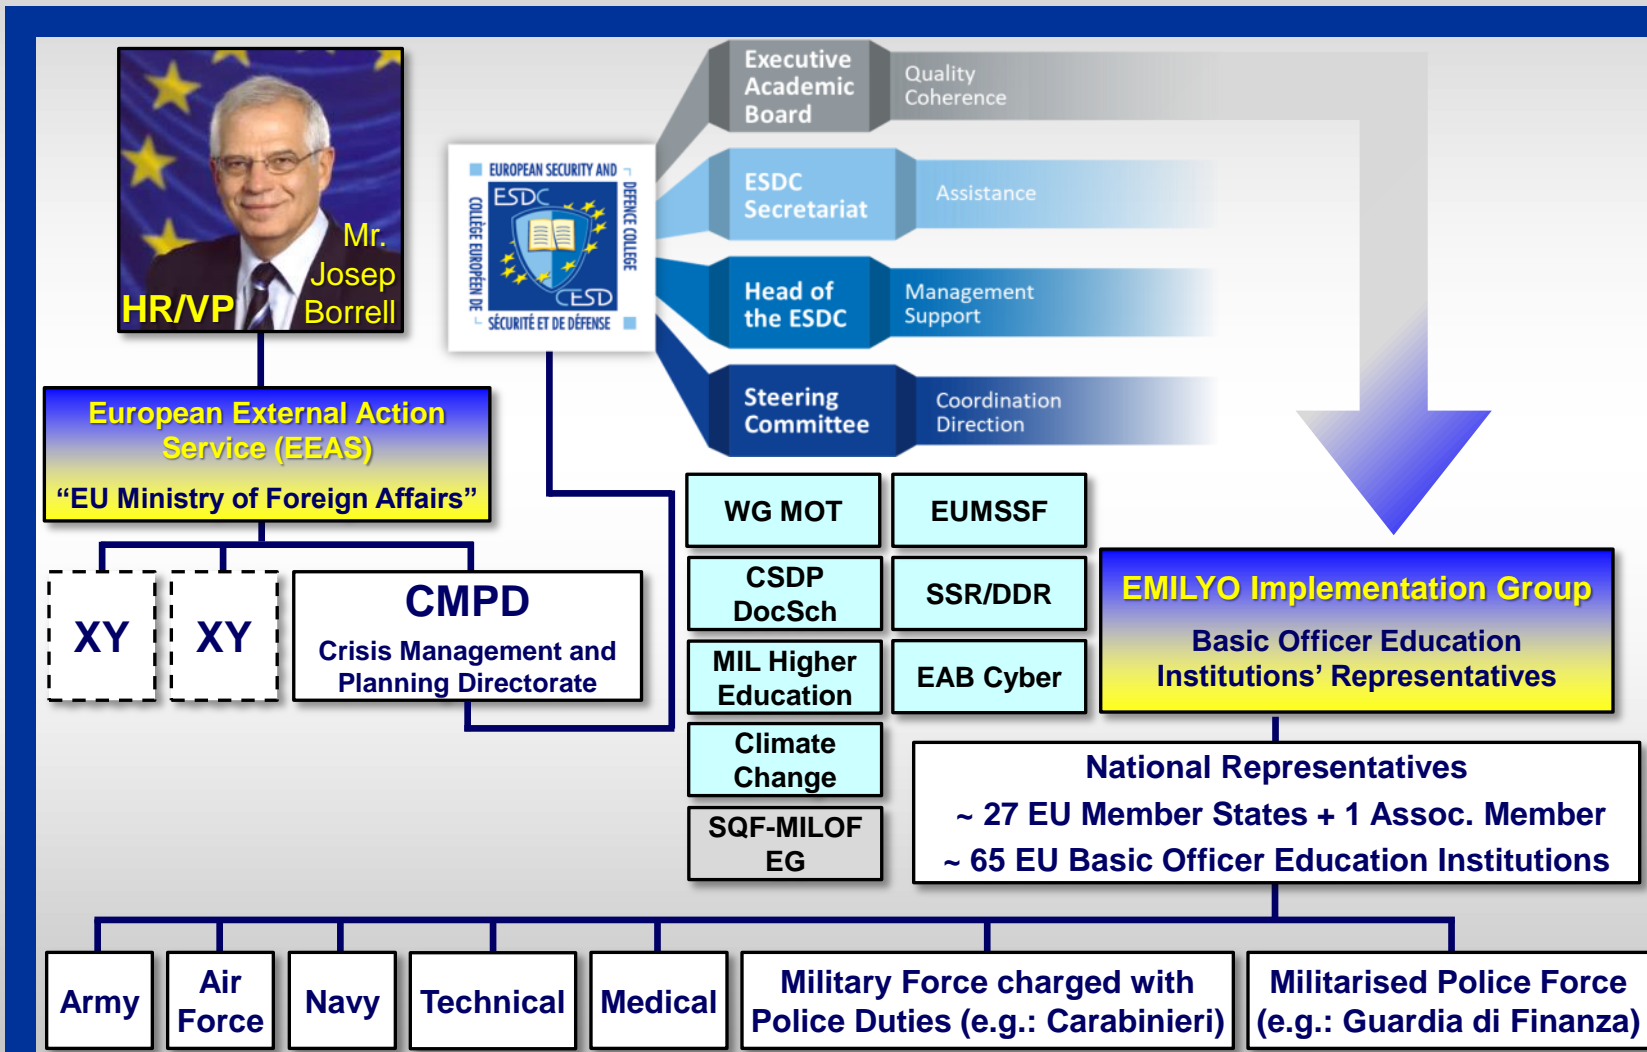 HR/VP
Mr.
Josep
Borrell
EUROPEAN SECURITY AND
DEFENCE COLLEGE
COLLÈGE EUROPÉEN DE
SÉCURITÉ ET DE DÉFENSE
ESDC
CESD
Executive
Academic
Board
Quality
Coherence
ESDC
Secretariat
Assistance
Head of
the ESDC
Management
Support
Steering
Committee
Coordination
Direction
European External Action
Service (EEAS)
“EU Ministry of Foreign Affairs”
XY
XY
CMPD
Crisis Management and
Planning Directorate
WG MOT
EUMSSF
CSDP
DocSch
SSR/DDR
MIL Higher
Education
EAB Cyber
Climate
Change
SQF-MILOF
EG
EMILYO Implementation Group
Basic Officer Education
Institutions’ Representatives
National Representatives
~ 27 EU Member States + 1 Assoc. Member
~ 65 EU Basic Officer Education Institutions
Army
Air
Force
Navy
Technical
Medical
Military Force charged with
Police Duties (e.g.: Carabinieri)
Militarised Police Force
(e.g.: Guardia di Finanza)